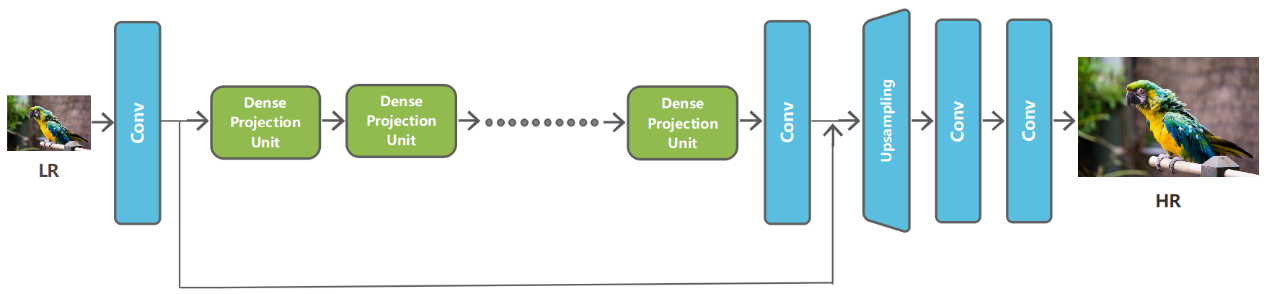 LR
Conv
Dense
Projection
Unit
Dense
Projection
Unit
Dense
Projection
Unit
Conv
Upsampling
Conv
Conv
HR